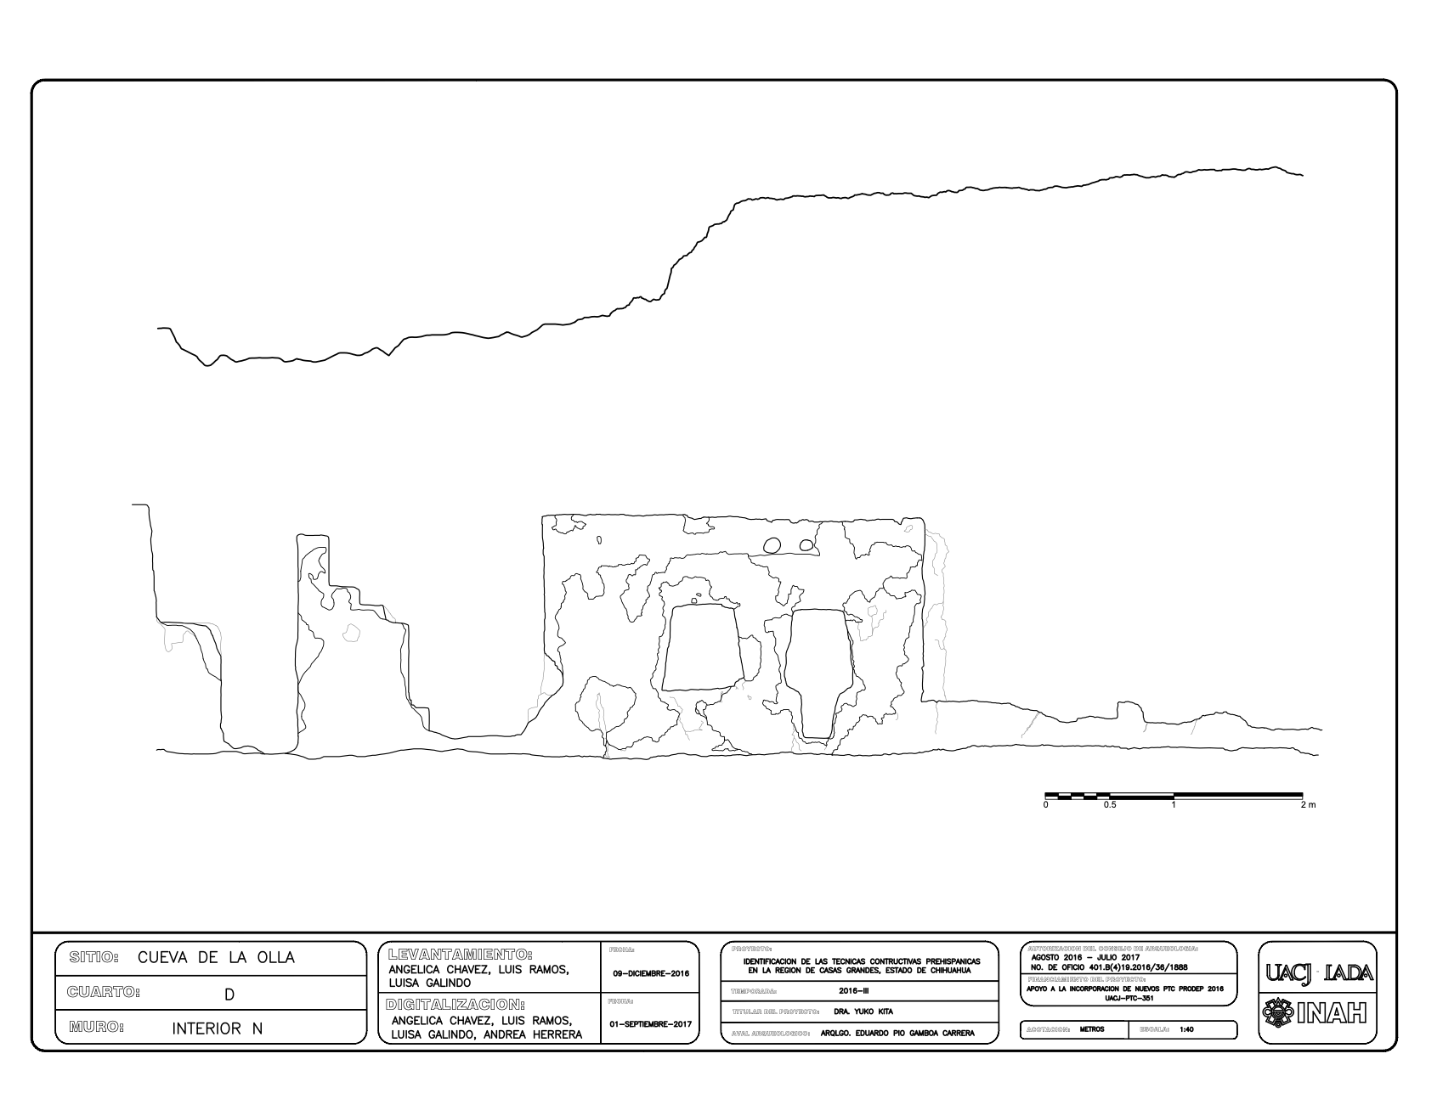 0 0.5 1 2 m
SITIO: CUEVA DE LA OLLA
CUARTO: D
MURO: INTERIOR N
LEVANTAMIENTO:
ANGELICA CHAVEZ, LUIS RAMOS,
LUISA GALINDO
FECHA:
09-DICIEMBRE-2016
DIGITALIZACION:
ANGELICA CHAVEZ, LUIS RAMOS,
LUISA GALINDO, ANDREA HERRERA
FECHA:
01-SEPTIEMBRE-2017
PROYECTO:
IDENTIFICACION DE LAS TECNICAS CONTRUCTIVAS PREHISPANICAS
EN LA REGION DE CASAS GRANDES, ESTADO DE CHIHUAHUA
TEMPORADA: 2016-III
TITULAR DEL PROYECTO: DRA. YUKO KITA
AVAL ARQUEOLOGICO: ARQLGO. EDUARDO PIO GAMBOA CARRERA
AUTORIZACION DEL CONSEJO DE ARQUEOLOGIA:
AGOSTO 2016 - JULIO 2017
NO. DE OFICIO 401.B(4)19.2016/36/1888
FINANCIAMIENTO DEL PROYECTO:
APOYO A LA INCORPORACION DE NUEVOS PTC PRODEP 2016
UACJ-PTC-351
ACOTACION: METROS
ESCALA: 1:40
UACJ · IADA
INAH